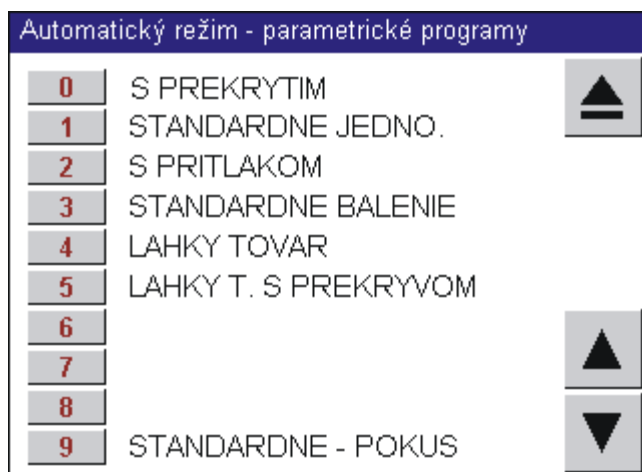 Automatický režim - parametrické programy
0 S PREKRYTIM
1 STANDARDNE JEDNO.
2 S PRITLAKOM
3 STANDARDNE BALENIE
4 LAHKY TOVAR
5 LAHKY T. S PREKRYVOM
6
7
8
9 STANDARDNE - POKUS